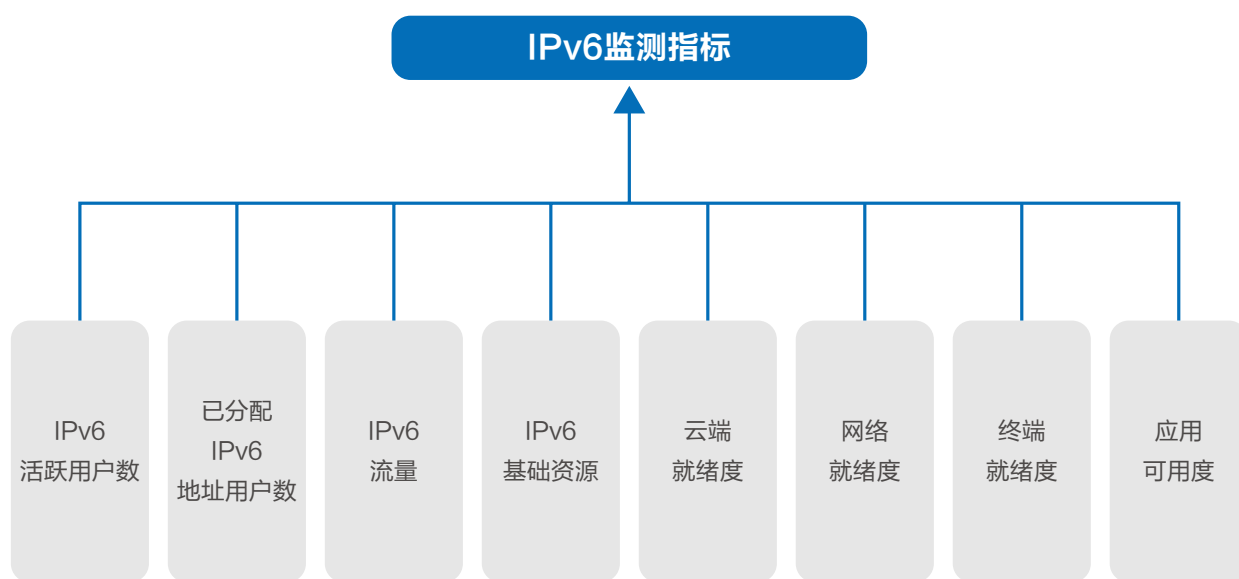 IPv6监测指标
IPv6
活跃用户数
已分配
IPv6
地址用户数
IPv6
流量
IPv6
基础资源
云端
就绪度
网络
就绪度
终端
就绪度
应用
可用度